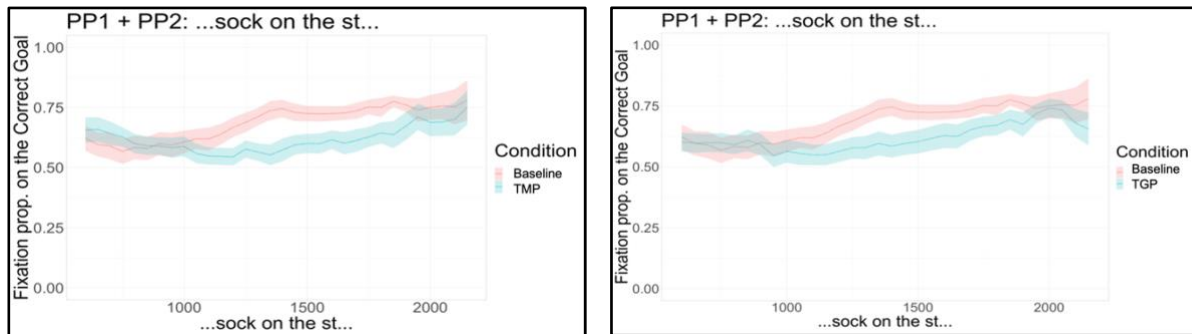 PP1 + PP2: ...sock on the st...
Fixation prop. on the Correct Goal
1.00
0.75
0.50
0.25
0.00
1000
1500
2000
...sock on the st...
Condition
Baseline
TMP
PP1 + PP2: ...sock on the st...
Fixation prop. on the Correct Goal
1.00
0.75
0.50
0.25
0.00
1000
1500
2000
...sock on the st...
Condition
Baseline
TGP